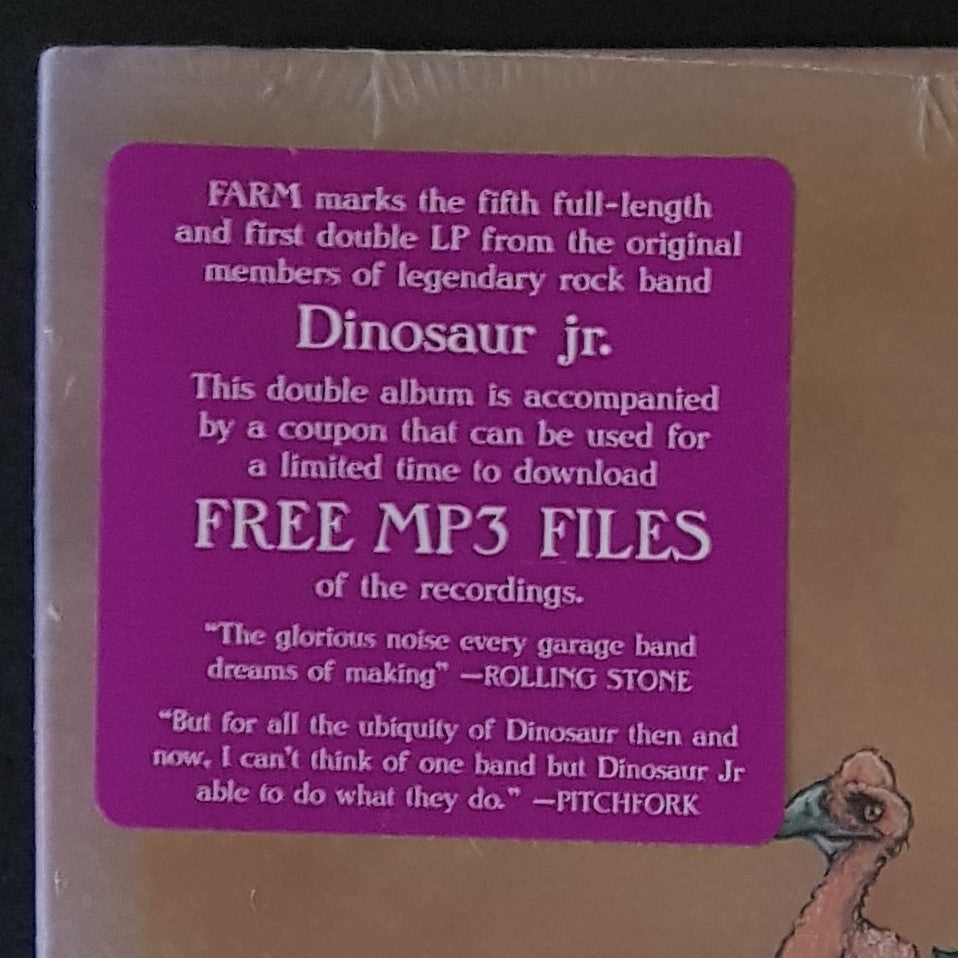 FARM marks the fifth full-length
and first double LP from the original
members of legendary rock band
Dinosaur jr.
This double album is accompanied
by a coupon that can be used for
a limited time to download
FREE MP3 FILES
of the recordings.
"The glorious noise every garage band
dreams of making" —ROLLING STONE
"But for all the ubiquity of Dinosaur then and
now, I can't think of one band but Dinosaur Jr
able to do what they do." —PITCHFORK